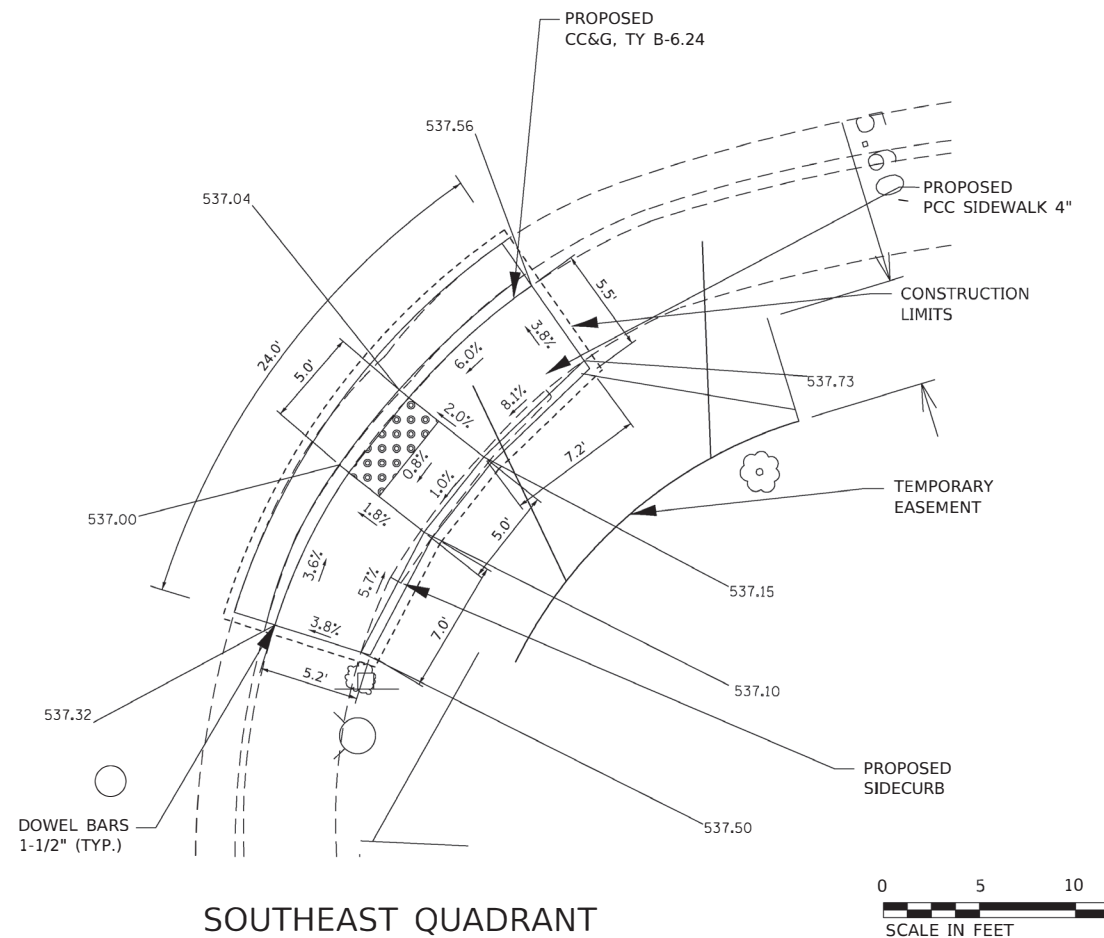 PROPOSED
CC&G, TY B-6.24
537.56
537.04
PROPOSED
PCC SIDEWALK 4"
5.5'
CONSTRUCTION
LIMITS
24.0'
5.0'
3.8%
6.0%
8.1%
537.73
2.0%
7.2'
0.8%
1.0%
TEMPORARY
EASEMENT
537.00
1.8%
5.0'
3.6%
5.7%
537.15
7.0'
3.8%
5.2'
537.10
537.32
PROPOSED
SIDECURB
DOWEL BARS
1-1/2" (TYP.)
537.50
SOUTHEAST QUADRANT
0 5 10
SCALE IN FEET